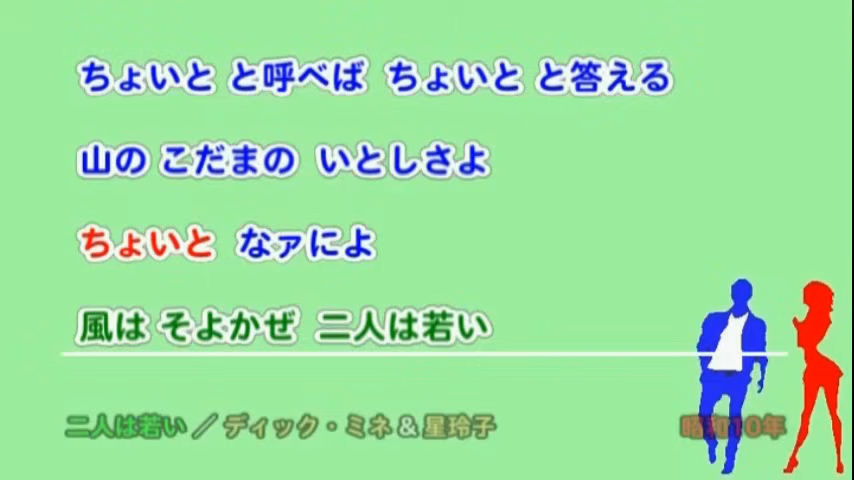 ちょいと と呼べば ちょいと と答える
山の こだまの いとしさよ
ちょいと なァによ
風は そよかぜ 二人は若い
二人は若い ／ ディック・ミネ & 星玲子 昭和10年